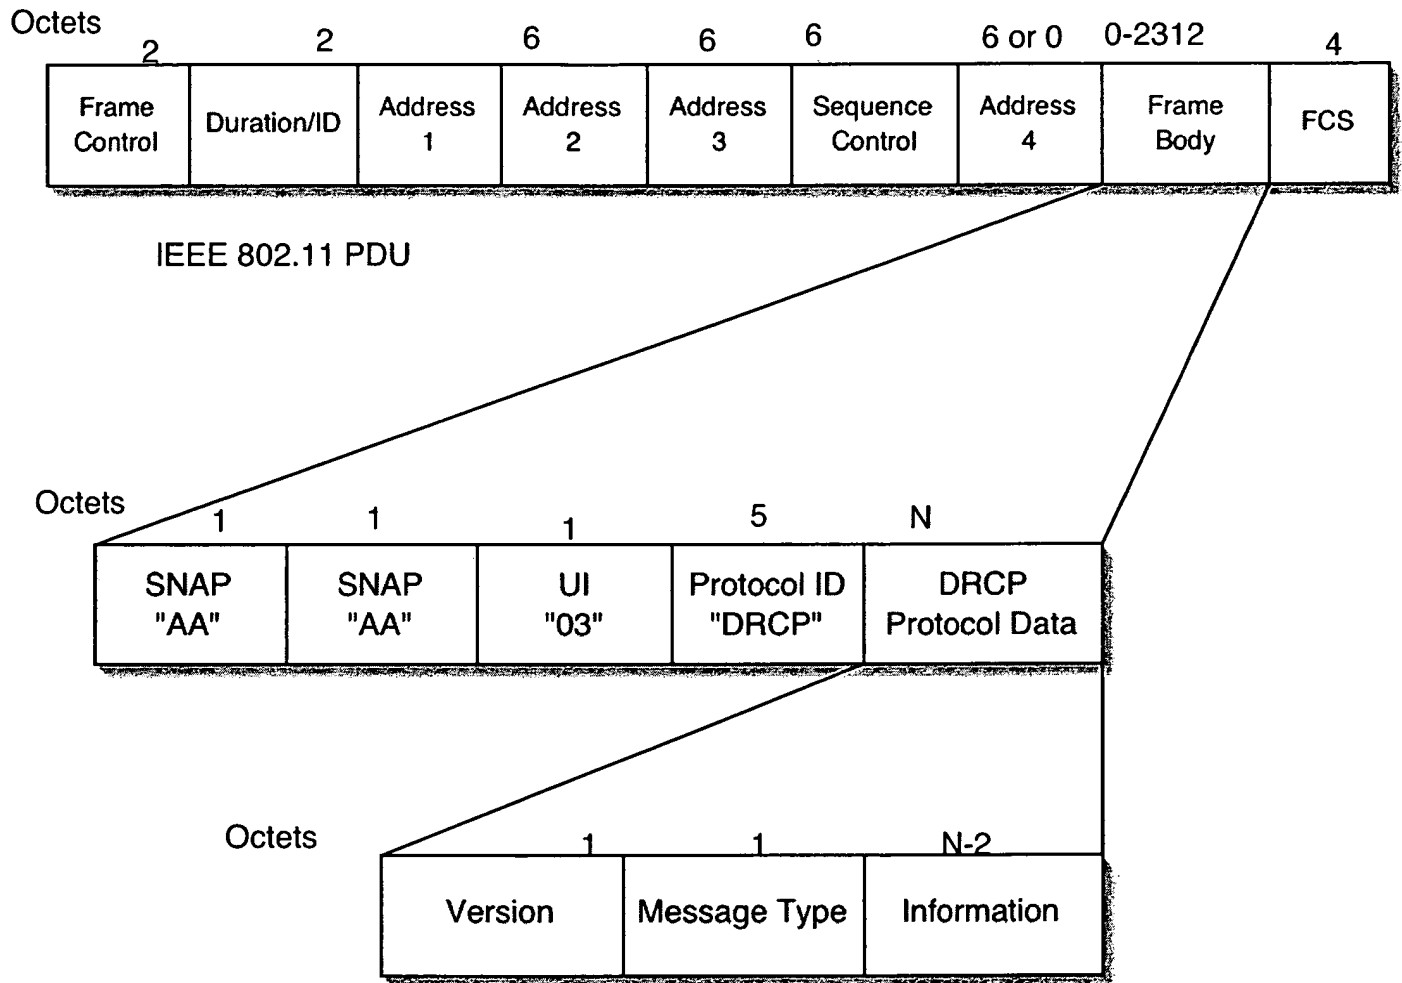 Octets
2 2 6 6 6 6 or 0 0-2312 4
Frame Control
Duration/ID
Address 1
Address 2
Address 3
Sequence Control
Address 4
Frame Body
FCS
IEEE 802.11 PDU
Octets
1 1 1 5 N
SNAP "AA"
SNAP "AA"
UI "03"
Protocol ID "DRCP"
DRCP Protocol Data
Octets
1 1 N-2
Version
Message Type
Information